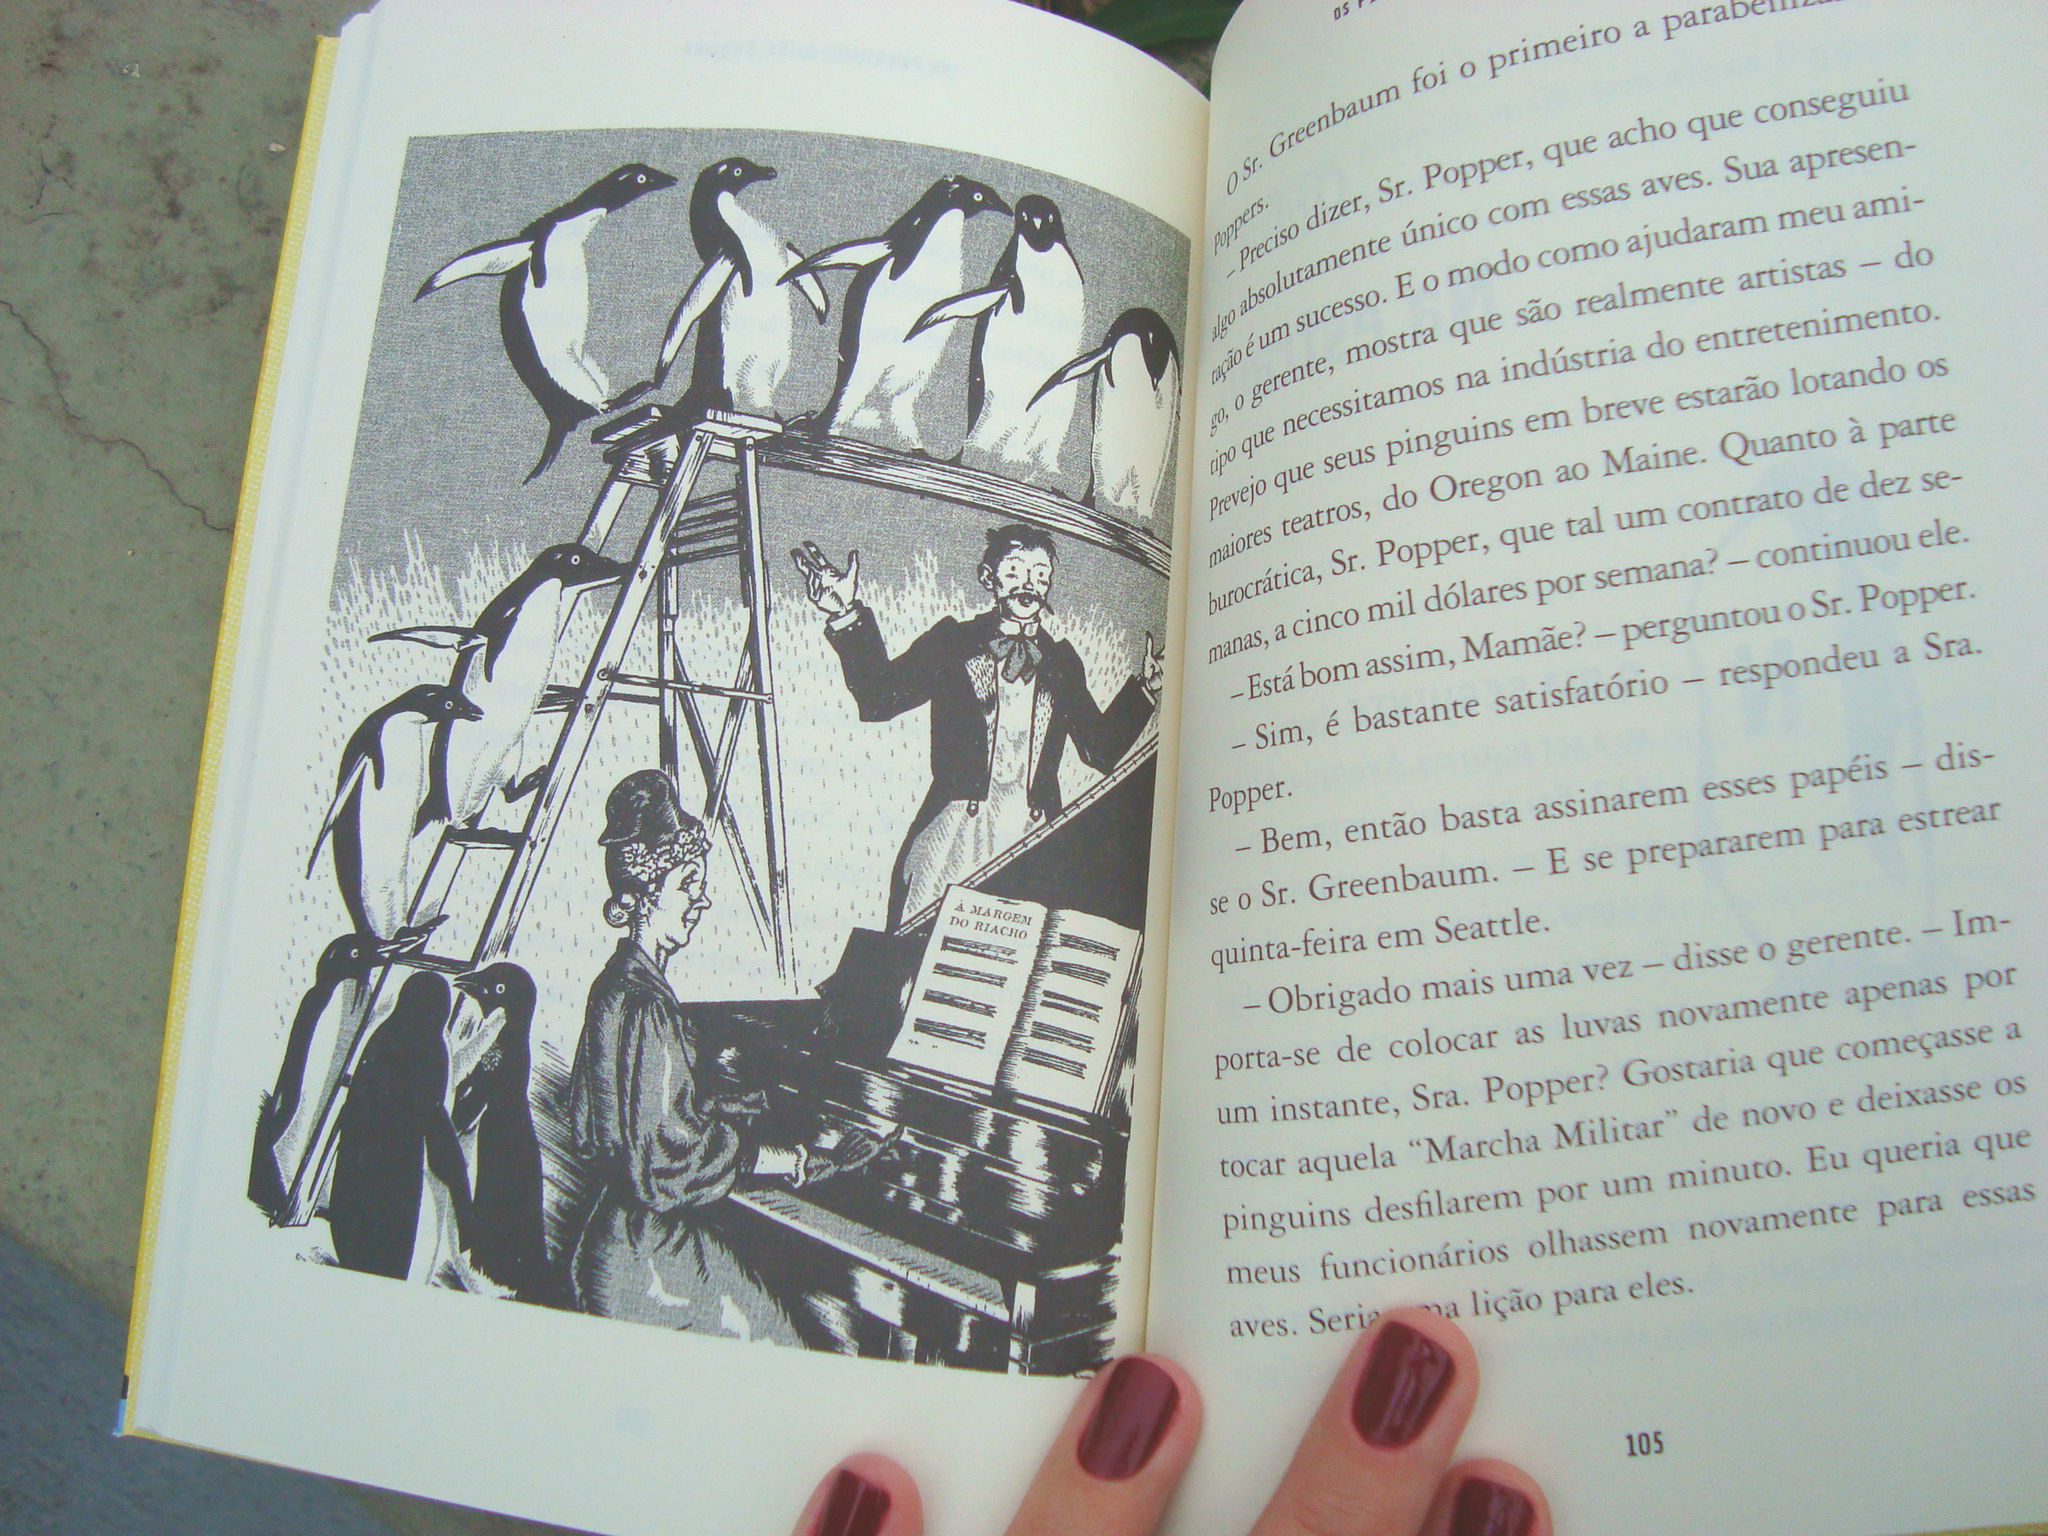 À MARGEM
DO RIACHO
OS
O Sr. Greenbaum foi o primeiro a
Poppers.
– Preciso dizer, Sr. Popper, que acho que conseguiu
algo absolutamente único com essas aves. Sua apresen-
tação é um sucesso. E o modo como ajudaram meu ami-
go, o gerente, mostra que são realmente artistas – do
tipo que necessitamos na indústria do entretenimento.
Prevejo que seus pinguins em breve estarão lotando os
maiores teatros, do Oregon ao Maine. Quanto à parte
burocrática, Sr. Popper, que tal um contrato de dez se-
manas, a cinco mil dólares por semana? – continuou ele.
– Está bom assim, Mamãe? – perguntou o Sr. Popper.
– Sim, é bastante satisfatório – respondeu a Sra.
Popper.
– Bem, então basta assinarem esses papéis – dis-
se o Sr. Greenbaum. – E se prepararem para estrear
quinta-feira em Seattle.
– Obrigado mais uma vez – disse o gerente. – Im-
porta-se de colocar as luvas novamente apenas por
um instante, Sra. Popper? Gostaria que começasse a
tocar aquela “Marcha Militar” de novo e deixasse os
pinguins desfilarem por um minuto. Eu queria que
meus funcionários olhassem novamente para essas
aves. Seria lição para eles.
105